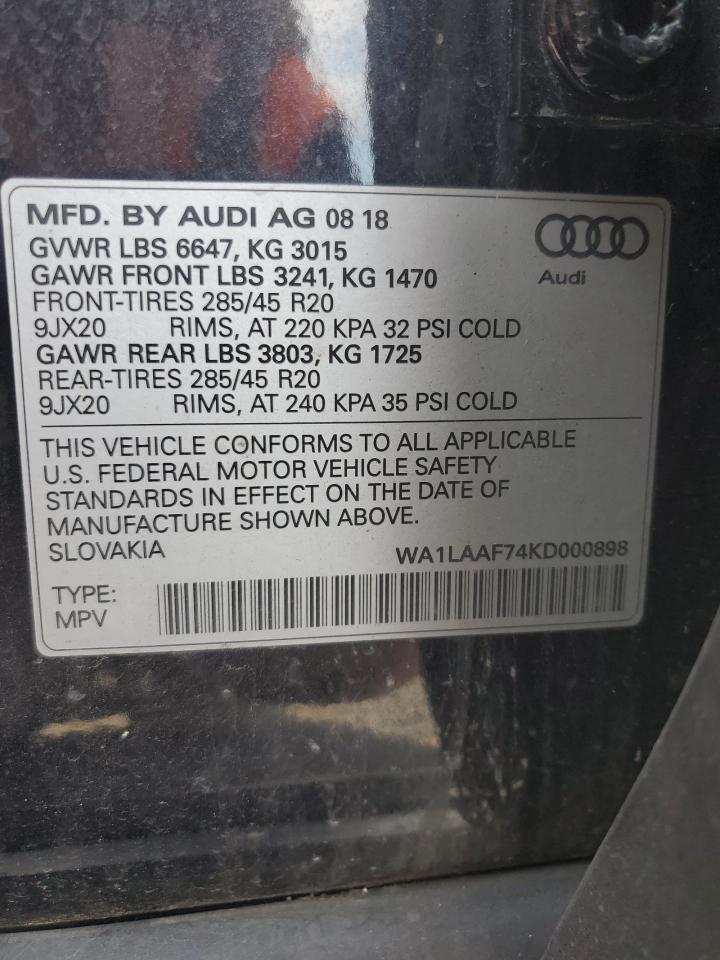 MFD. BY AUDI AG 08 18
GVWR LBS 6647, KG 3015
GAWR FRONT LBS 3241, KG 1470
Audi
FRONT-TIRES 285/45 R20
9JX20 RIMS, AT 220 KPA 32 PSI COLD
GAWR REAR LBS 3803, KG 1725
REAR-TIRES 285/45 R20
9JX20 RIMS, AT 240 KPA 35 PSI COLD
THIS VEHICLE CONFORMS TO ALL APPLICABLE
U.S. FEDERAL MOTOR VEHICLE SAFETY
STANDARDS IN EFFECT ON THE DATE OF
MANUFACTURE SHOWN ABOVE.
SLOVAKIA WA1LAAF74KD000898
TYPE:
MPV